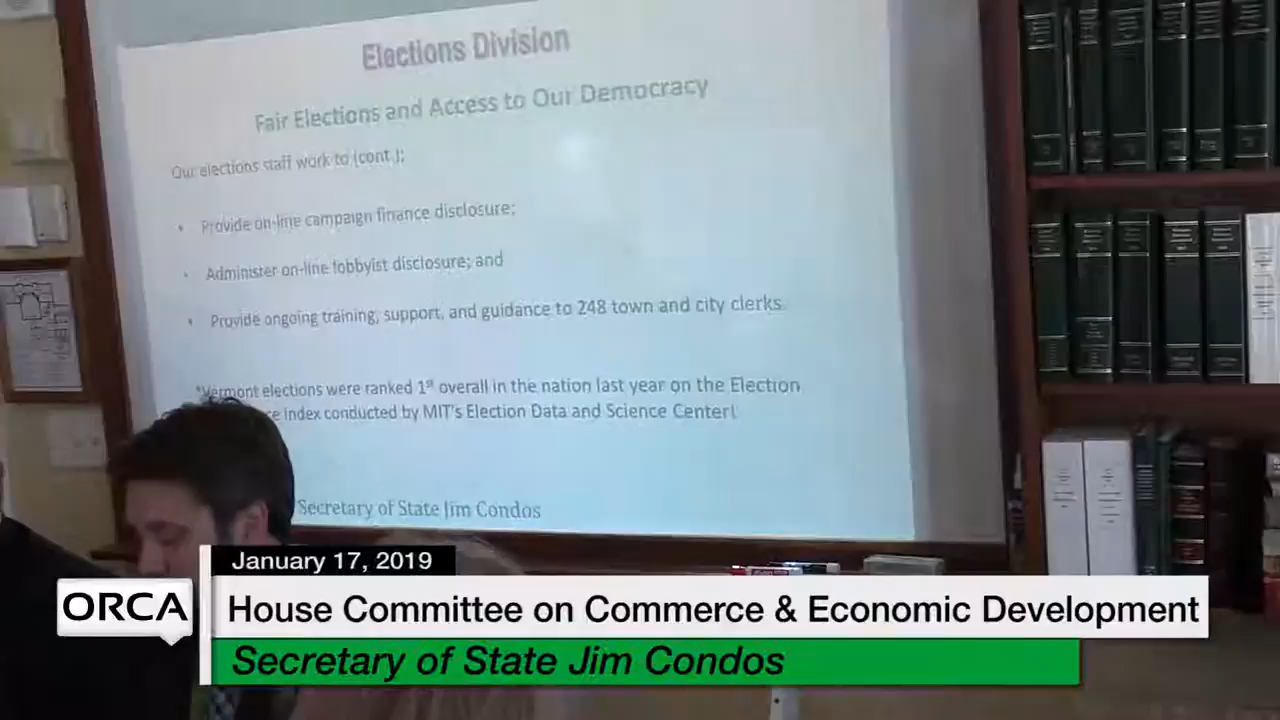 Elections Division
Fair Elections and Access to Our Democracy
Our elections staff work to (cont.):
• Provide on-line campaign finance disclosure;
• Administer on-line lobbyist disclosure; and
• Provide ongoing training, support, and guidance to 248 town and city clerks.
*Vermont elections were ranked 1st overall in the nation last year on the Election
index conducted by MIT's Election Data and Science Center!
Secretary of State Jim Condos
January 17, 2019
ORCA
House Committee on Commerce & Economic Development
Secretary of State Jim Condos